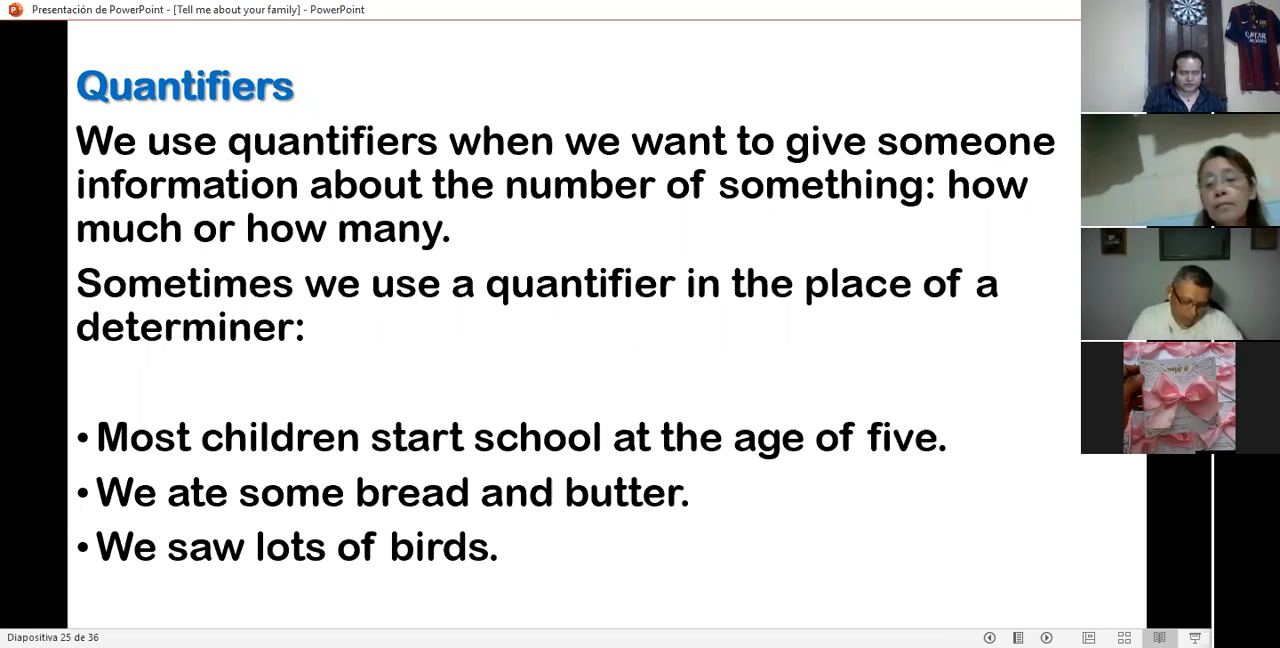 Presentación de PowerPoint - [Tell me about your family] - PowerPoint
Quantifiers
We use quantifiers when we want to give someone
information about the number of something: how
much or how many.
Sometimes we use a quantifier in the place of a
determiner:
• Most children start school at the age of five.
• We ate some bread and butter.
• We saw lots of birds.
Diapositiva 25 de 36
QATAR
AIRWAYS